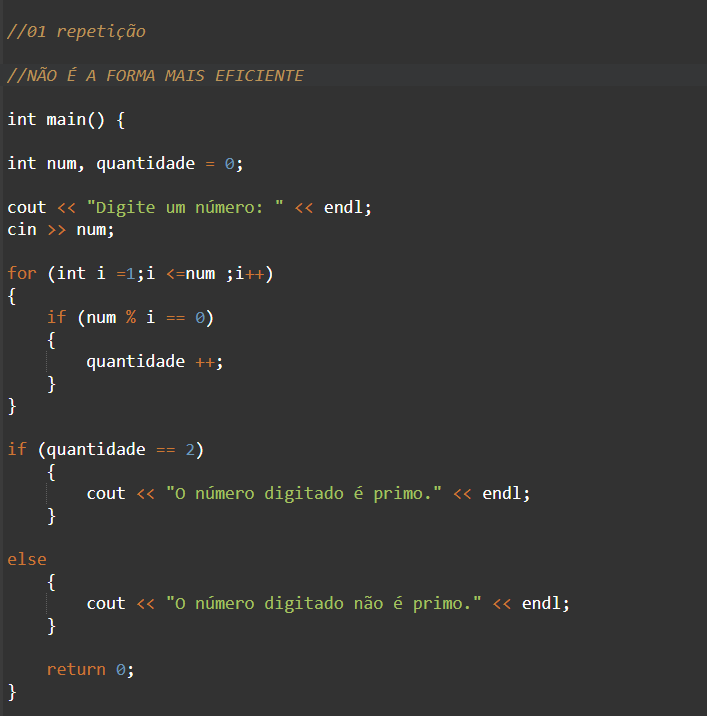 //01 repetição
//NÃO É A FORMA MAIS EFICIENTE
int main() {
int num, quantidade = 0;
cout << "Digite um número: " << endl;
cin >> num;
for (int i =1;i <=num ;i++)
{
    if (num % i == 0)
    {
        quantidade ++;
    }
}
if (quantidade == 2)
    {
        cout << "O número digitado é primo." << endl;
    }
else
    {
        cout << "O número digitado não é primo." << endl;
    }
    return 0;
}